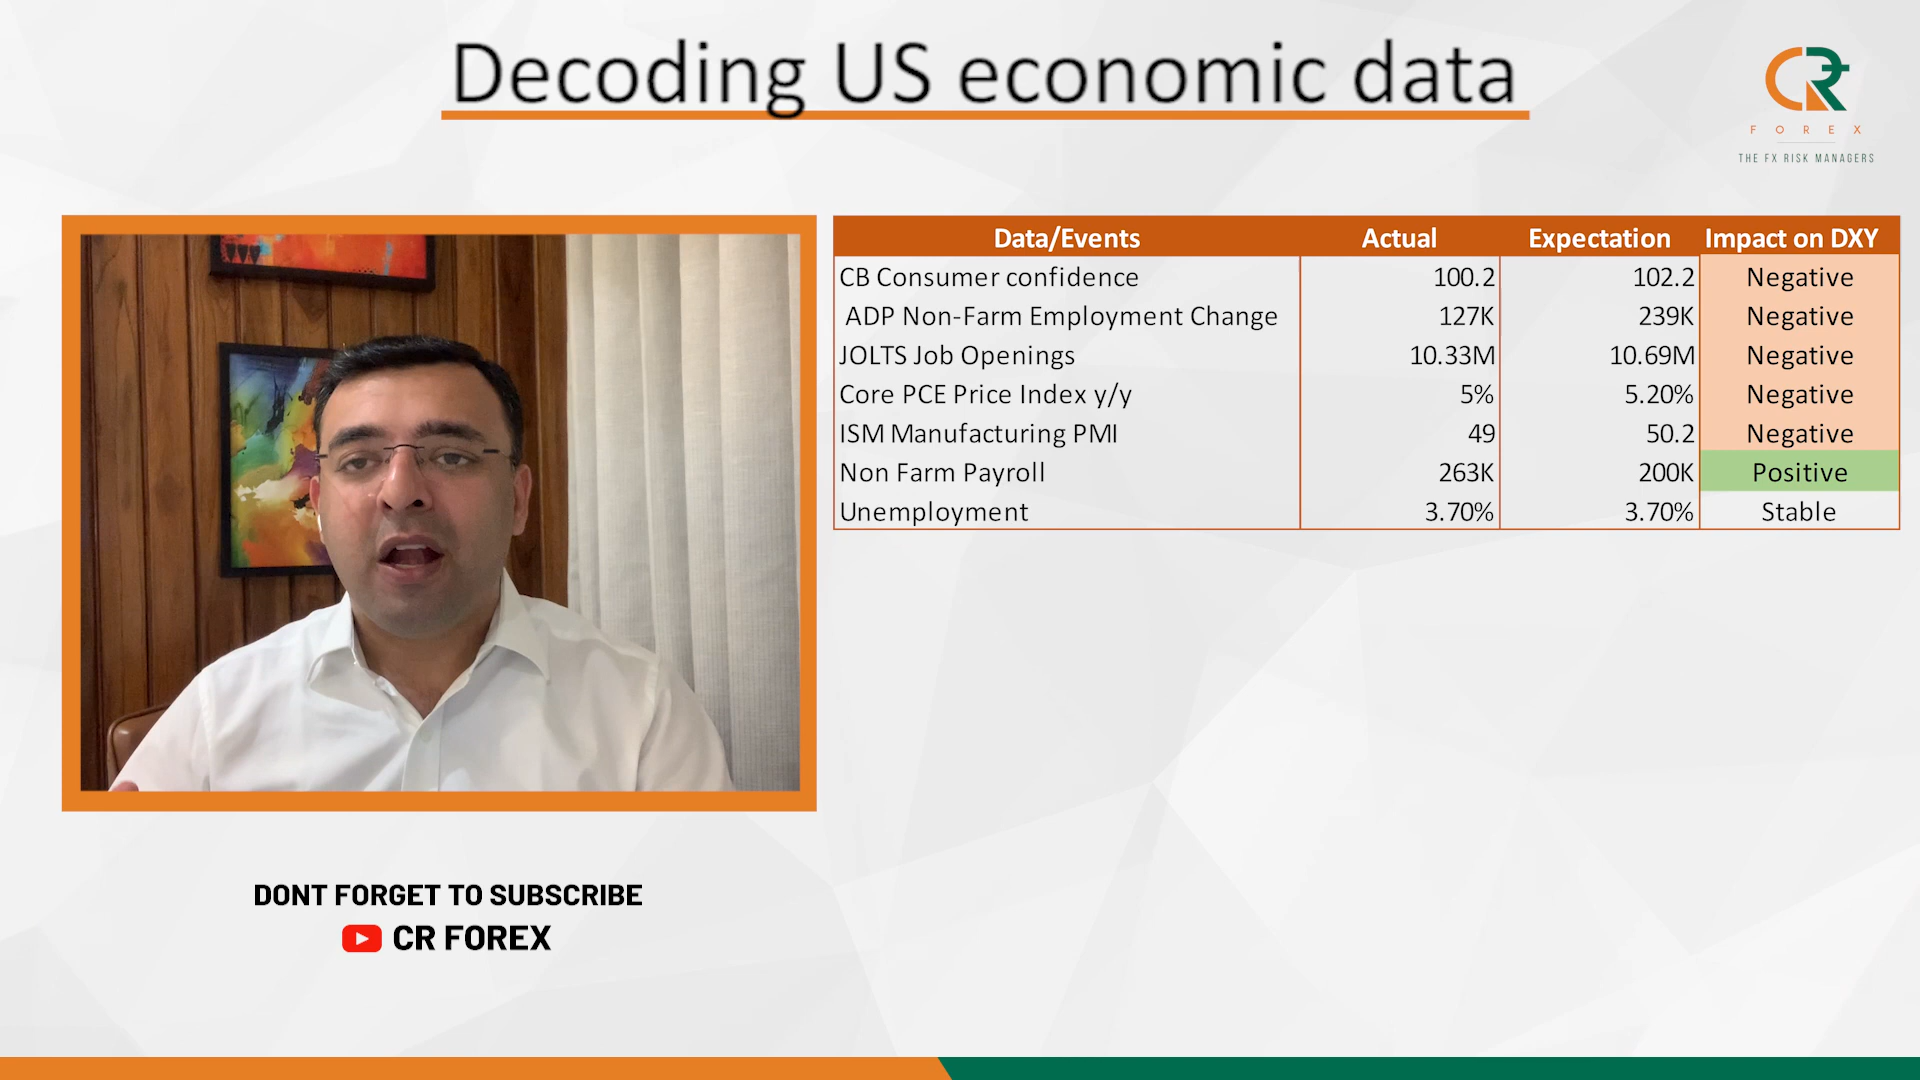 Decoding US economic data
CR
FOREX
THE FX RISK MANAGERS
Data/Events Actual Expectation Impact on DXY
CB Consumer confidence 100.2 102.2 Negative
ADP Non-Farm Employment Change 127K 239K Negative
JOLTS Job Openings 10.33M 10.69M Negative
Core PCE Price Index y/y 5% 5.20% Negative
ISM Manufacturing PMI 49 50.2 Negative
Non Farm Payroll 263K 200K Positive
Unemployment 3.70% 3.70% Stable
DONT FORGET TO SUBSCRIBE
CR FOREX